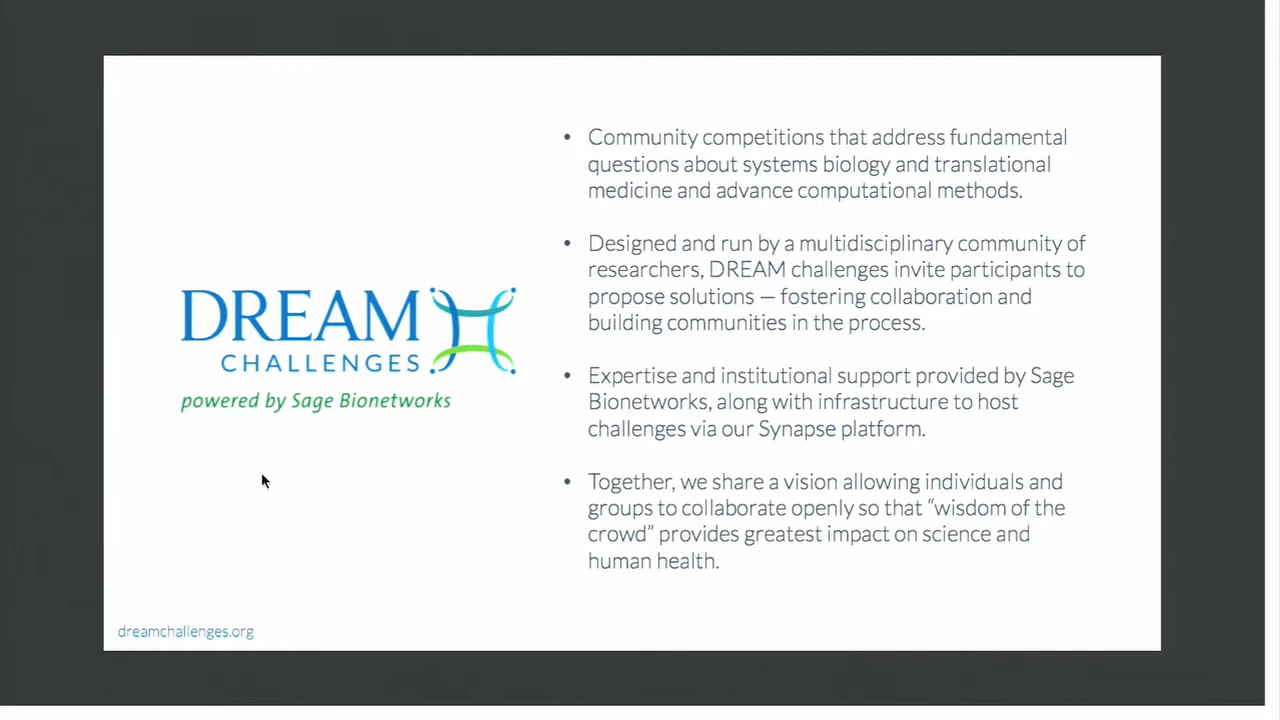 • Community competitions that address fundamental
questions about systems biology and translational
medicine and advance computational methods.
• Designed and run by a multidisciplinary community of
researchers, DREAM challenges invite participants to
propose solutions — fostering collaboration and
building communities in the process.
• Expertise and institutional support provided by Sage
Bionetworks, along with infrastructure to host
challenges via our Synapse platform.
• Together, we share a vision allowing individuals and
groups to collaborate openly so that “wisdom of the
crowd” provides greatest impact on science and
human health.
DREAM
CHALLENGES
powered by Sage Bionetworks
dreamchallenges.org